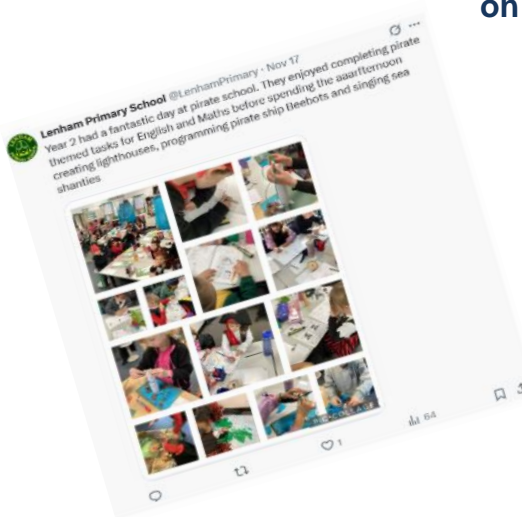 on
Lenham Primary School @LenhamPrimary · Nov 17
Year 2 had a fantastic day at pirate school. They enjoyed completing pirate
themed tasks for English and Maths before spending the aaarfternoon
creating lighthouses, programming pirate ship Beebots and singing sea
shanties
1
64